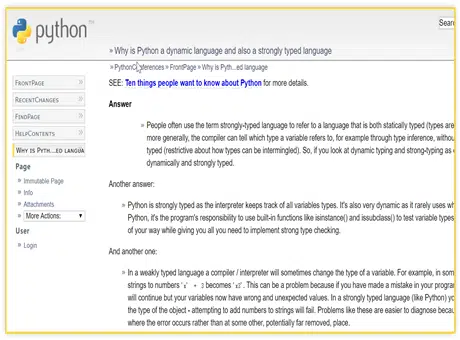 python™
Sear
» Why is Python a dynamic language and also a strongly typed language
» PythonConferences » FrontPage » Why is Pyth...ed language
SEE: Ten things people want to know about Python for more details.
FrontPage
RecentChanges
FindPage
HelpContents
Why is Pyth...ed langua
Page
» Immutable Page
» Info
» Attachments
» More Actions:
User
» Login
Answer
» People often use the term strongly-typed language to refer to a language that is both statically typed (types are
more generally, the compiler can tell which type a variable refers to, for example through type inference, withou
typed (restrictive about how types can be intermingled). So, if you look at dynamic typing and strong-typing as
dynamically and strongly typed.
Another answer:
» Python is strongly typed as the interpreter keeps track of all variables types. It's also very dynamic as it rarely uses wh
Python, it's the program's responsibility to use built-in functions like isinstance() and issubclass() to test variable types
of your way while giving you all you need to implement strong type checking.
And another one:
» In a weakly typed language a compiler / interpreter will sometimes change the type of a variable. For example, in som
strings to numbers
becomes
. This can be a problem because if you have made a mistake in your program
will continue but your variables now have wrong and unexpected values. In a strongly typed language (like Python) yo
the type of the object - attempting to add numbers to strings will fail. Problems like these are easier to diagnose becau
where the error occurs rather than at some other, potentially far removed, place.